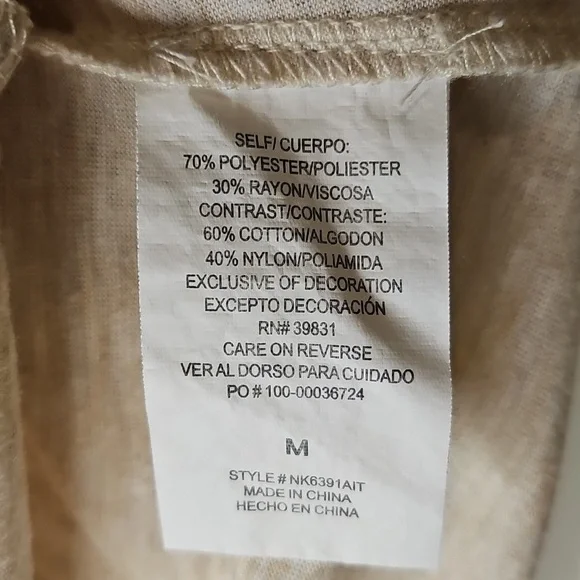 SELF/ CUERPO:
70% POLYESTER/POLIESTER
30% RAYON/VISCOSA
CONTRAST/CONTRASTE:
60% COTTON/ALGODON
40% NYLON/POLIAMIDA
EXCLUSIVE OF DECORATION
EXCEPTO DECORACIÓN
RN# 39831
CARE ON REVERSE
VER AL DORSO PARA CUIDADO
PO # 100-00036724
M
STYLE # NK6391AIT
MADE IN CHINA
HECHO EN CHINA